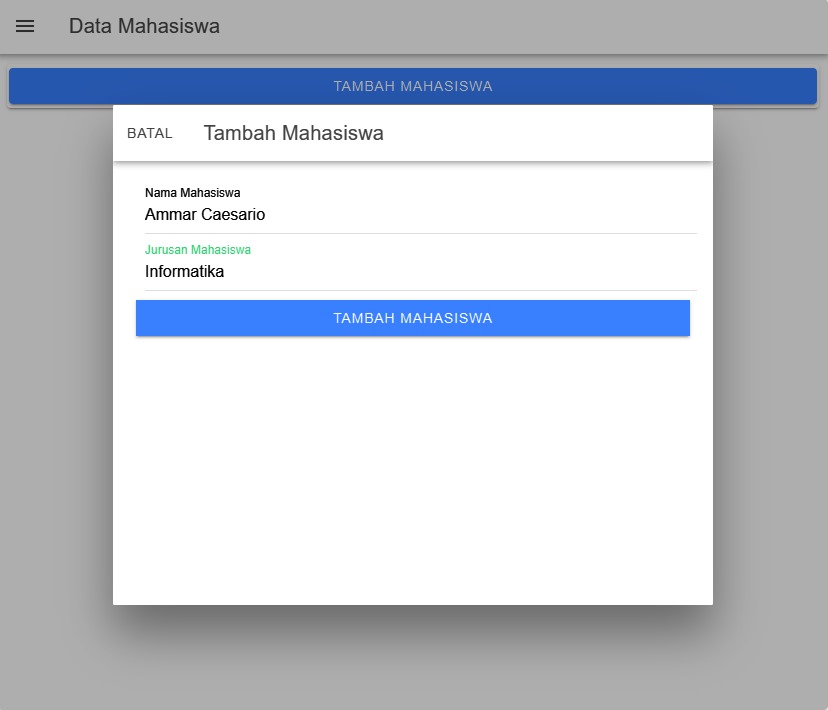 Data Mahasiswa
TAMBAH MAHASISWA
BATAL Tambah Mahasiswa
Nama Mahasiswa
Ammar Caesario
Jurusan Mahasiswa
Informatika
TAMBAH MAHASISWA